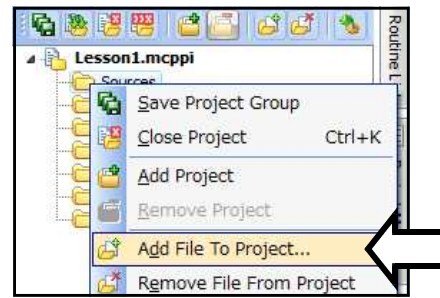 Lesson1.mcppi
Sources
Save Project Group
Close Project Ctrl+K
Add Project
Remove Project
Add File To Project...
Remove File From Project
Routine L